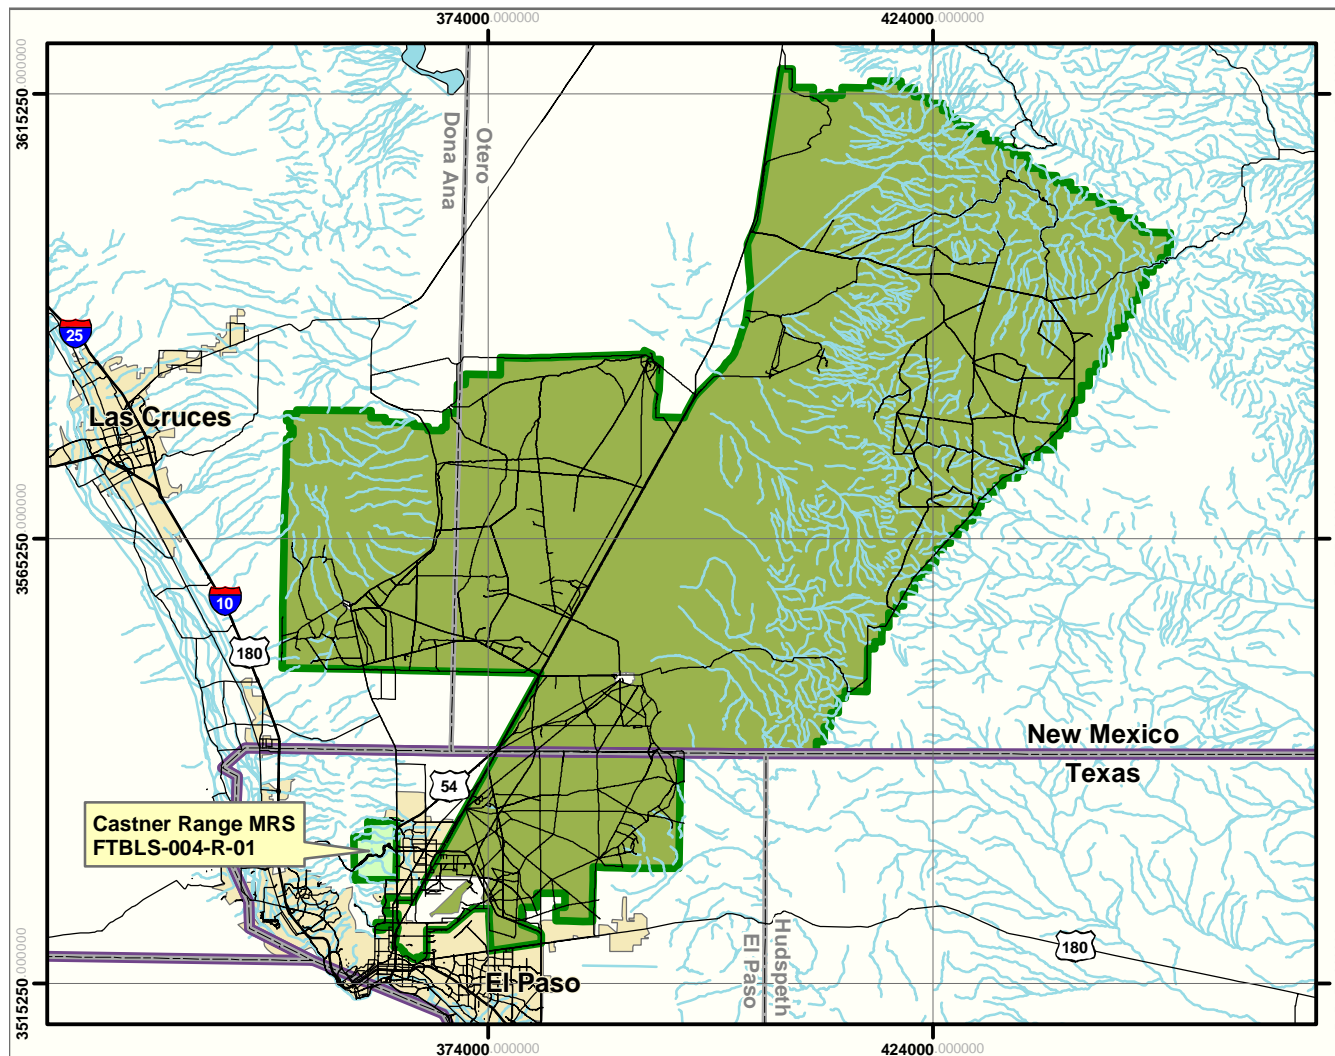 374000.000000
424000.000000
3615250.000000
Dona Ana
Otero
25
Las Cruces
3565250.000000
10
180
New Mexico
Texas
54
Castner Range MRS
FTBLS-004-R-01
180
El Paso
Hudspeth
El Paso
3515250.000000
374000.000000
424000.000000